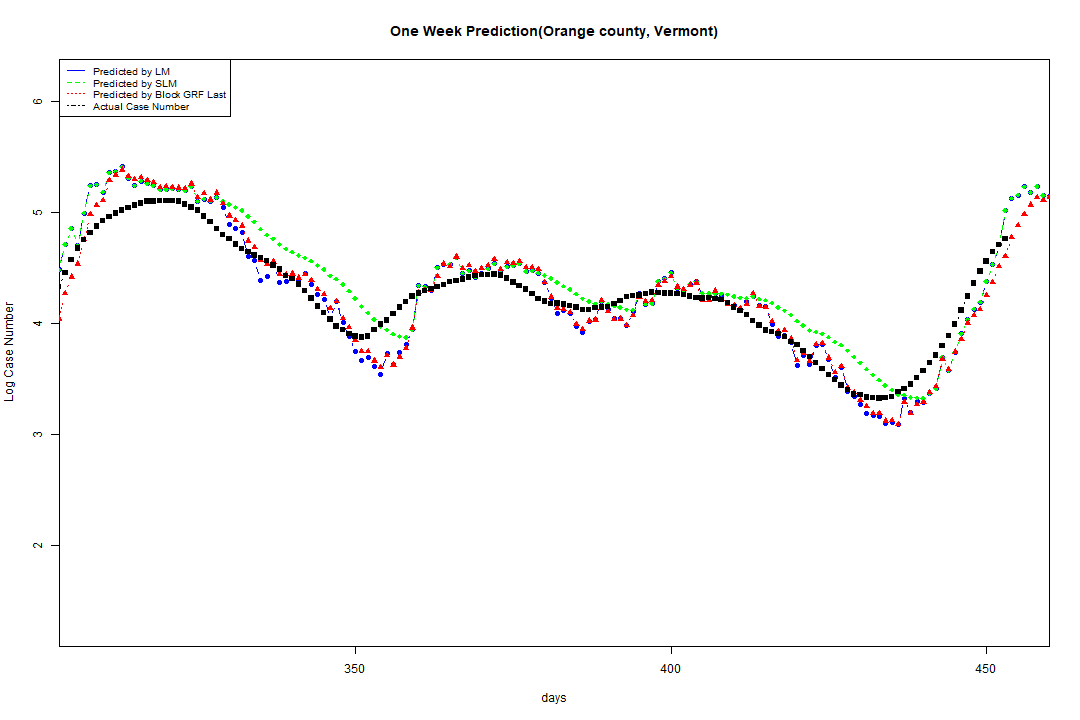 One Week Prediction(Orange county, Vermont)
Predicted by LM
Predicted by SLM
Predicted by Block GRF Last
Actual Case Number
6
5
4
3
2
Log Case Number
350
400
450
days